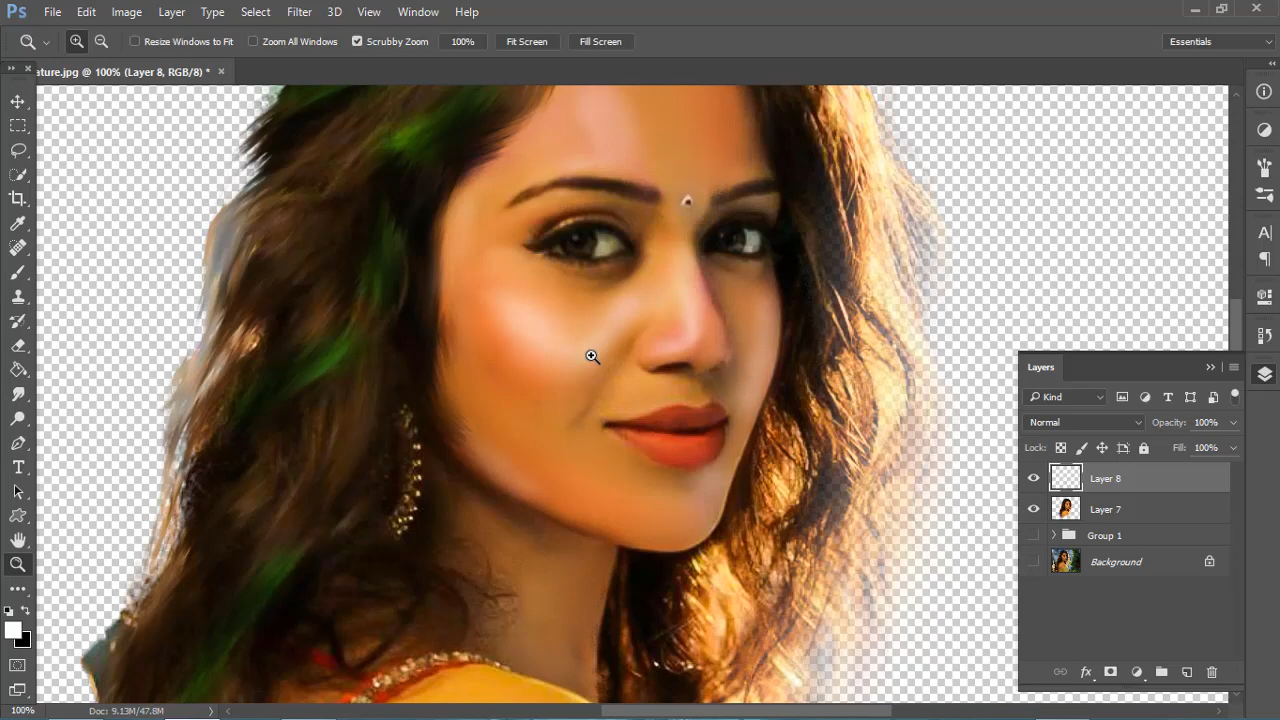 Ps File Edit Image Layer Type Select Filter 3D View Window Help
Resize Windows to Fit Zoom All Windows Scrubby Zoom 100% Fit Screen Fill Screen Essentials
ature.jpg @ 100% (Layer 8, RGB/8) *
Layers
Kind
Normal Opacity: 100%
Lock: Fill: 100%
Layer 8
Layer 7
Group 1
Background
100% Doc: 9.13M/47.8M